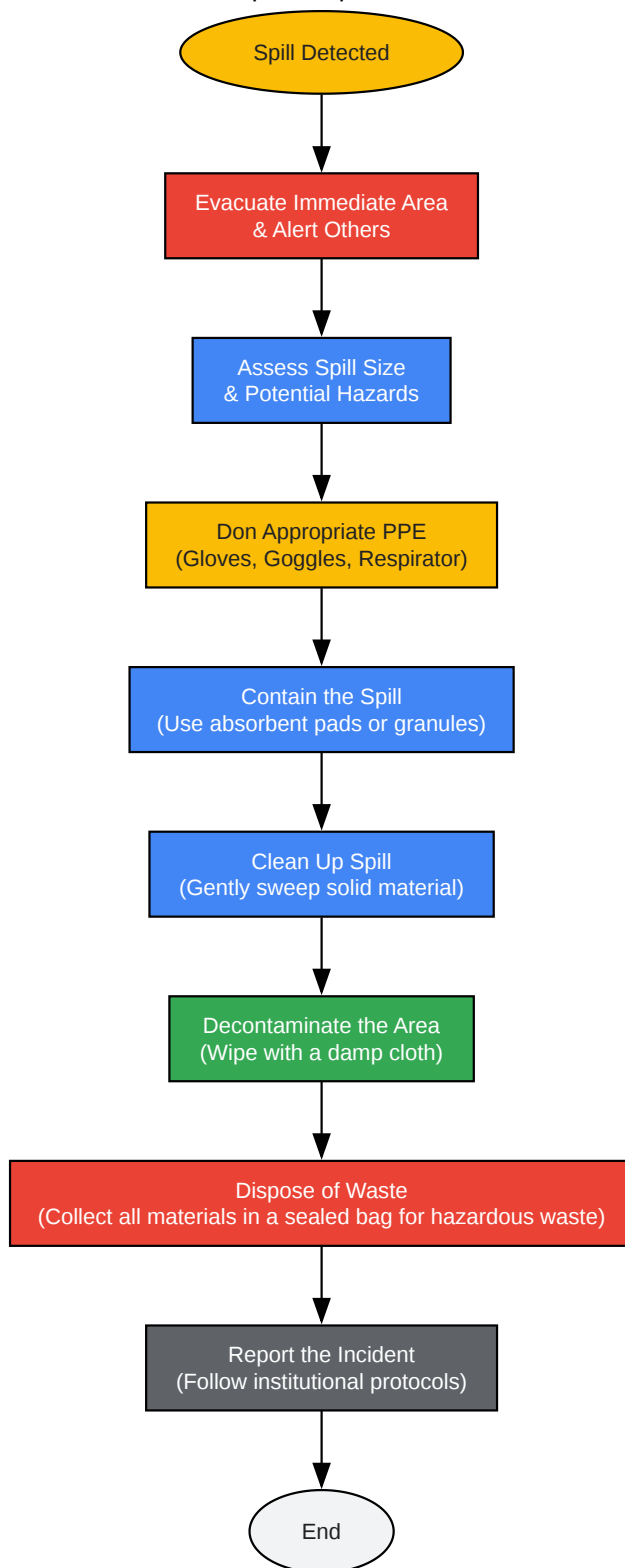 Spill Detected
Evacuate Immediate Area
& Alert Others
Assess Spill Size
& Potential Hazards
Don Appropriate PPE
(Gloves, Goggles, Respirator)
Contain the Spill
(Use absorbent pads or granules)
Clean Up Spill
(Gently sweep solid material)
Decontaminate the Area
(Wipe with a damp cloth)
Dispose of Waste
(Collect all materials in a sealed bag for hazardous waste)
Report the Incident
(Follow institutional protocols)
End